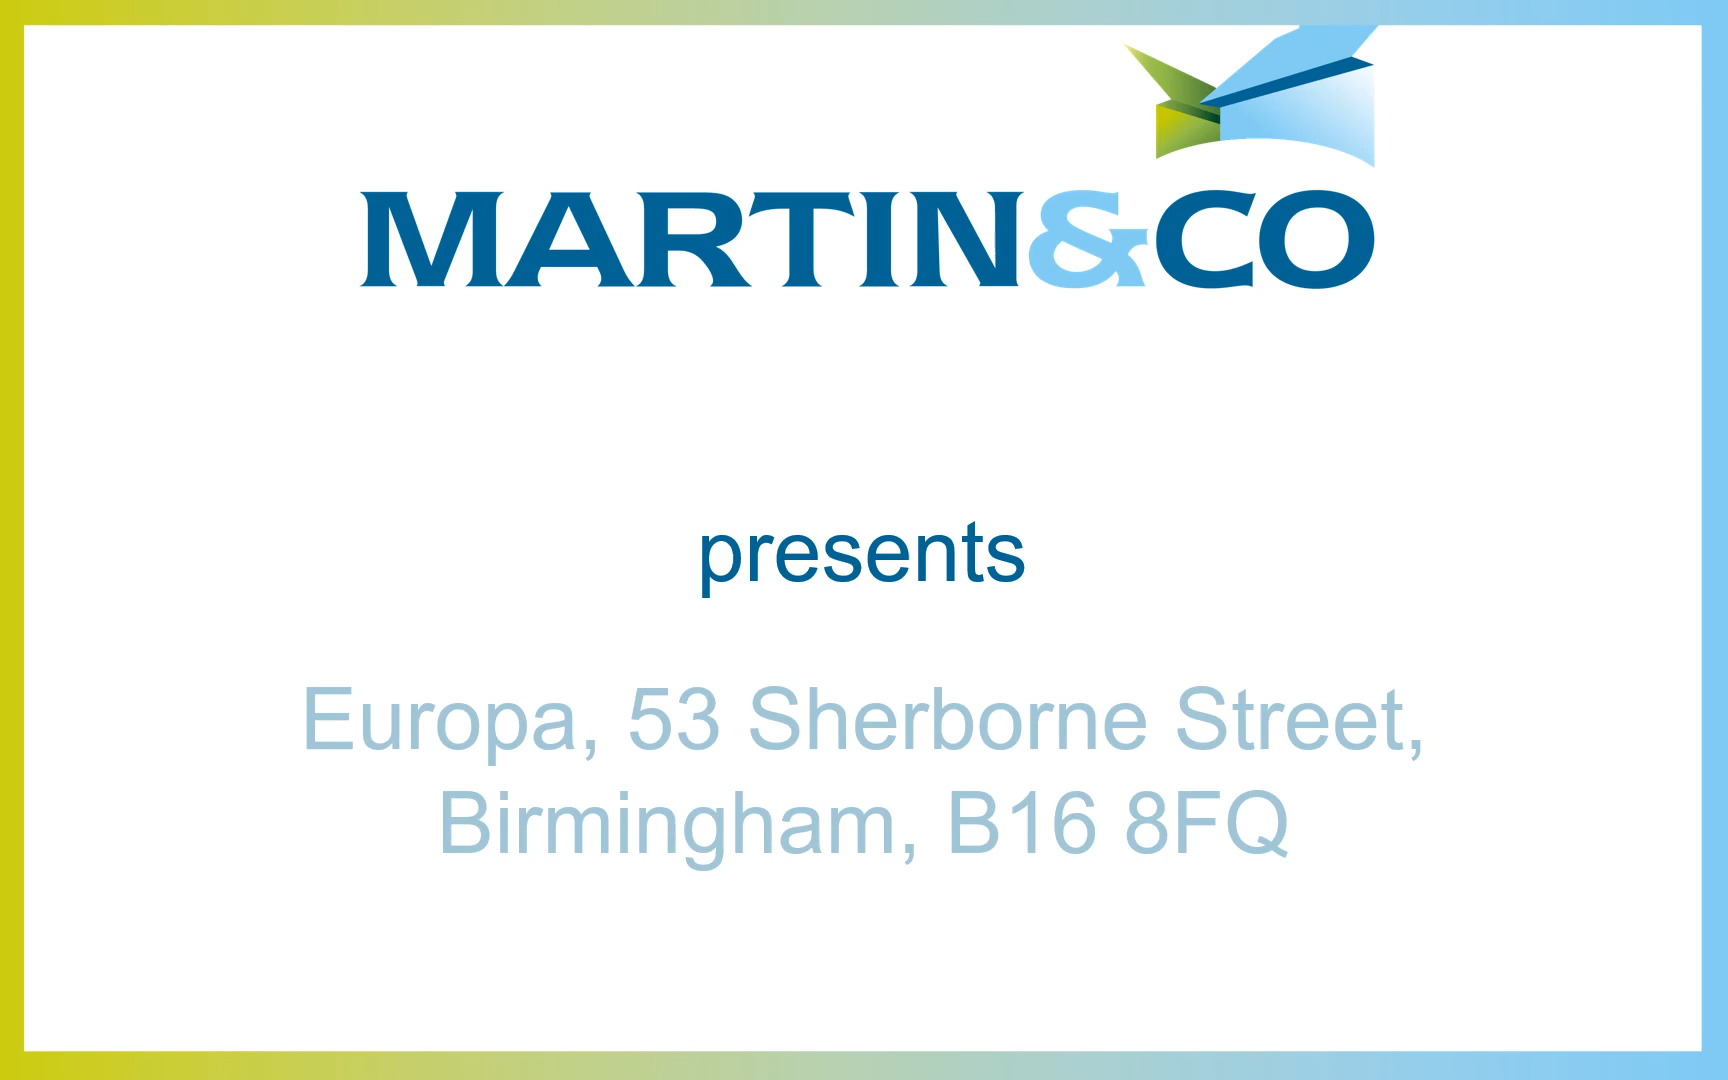 MARTIN&CO
presents
Europa, 53 Sherborne Street,
Birmingham, B16 8FQ